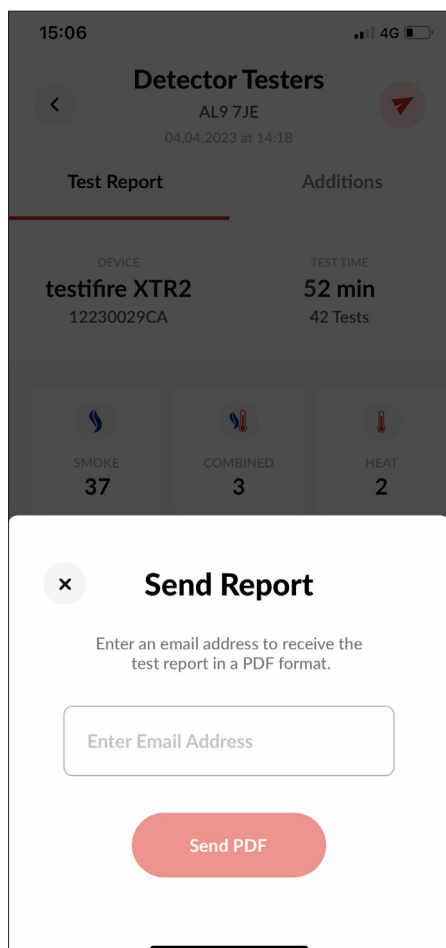 15:06
4G
Detector Testers
AL9 7JE
04.04.2023 at 14:18
Test Report
Additions
DEVICE
TEST TIME
testifire XTR2
52 min
12230029CA
42 Tests
SMOKE
COMBINED
HEAT
37
3
2
Send Report
Enter an email address to receive the
test report in a PDF format.
Enter Email Address
Send PDF